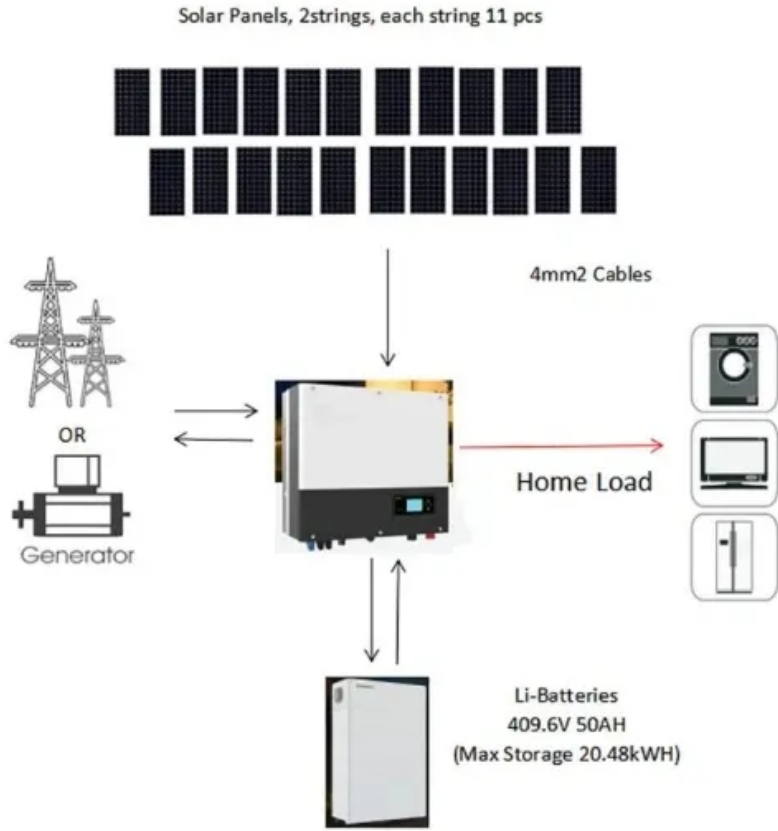 Solar Panels, 2strings, each string 11 pcs
4mm2 Cables
OR
Generator
Home Load
Li-Batteries
409.6V 50AH
(Max Storage 20.48kWH)